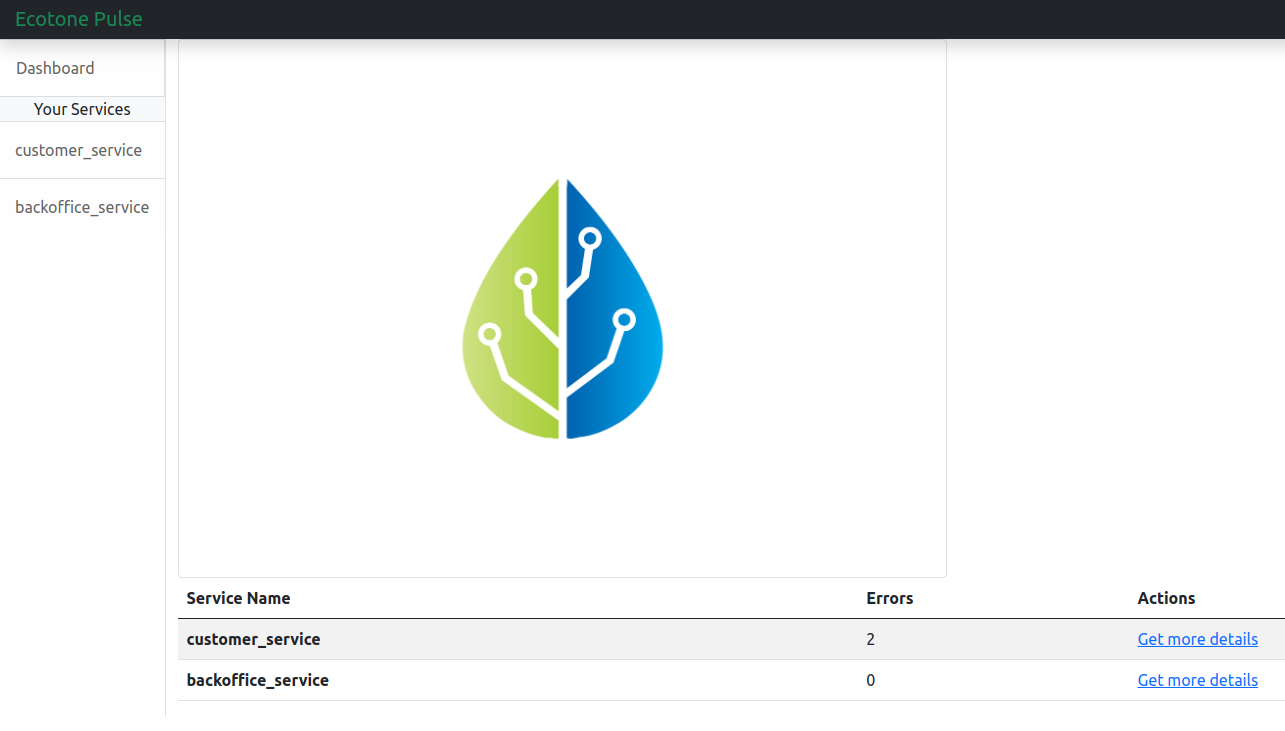 Ecotone Pulse
Dashboard
Your Services
customer_service
backoffice_service
Service Name Errors Actions
customer_service 2 Get more details
backoffice_service 0 Get more details